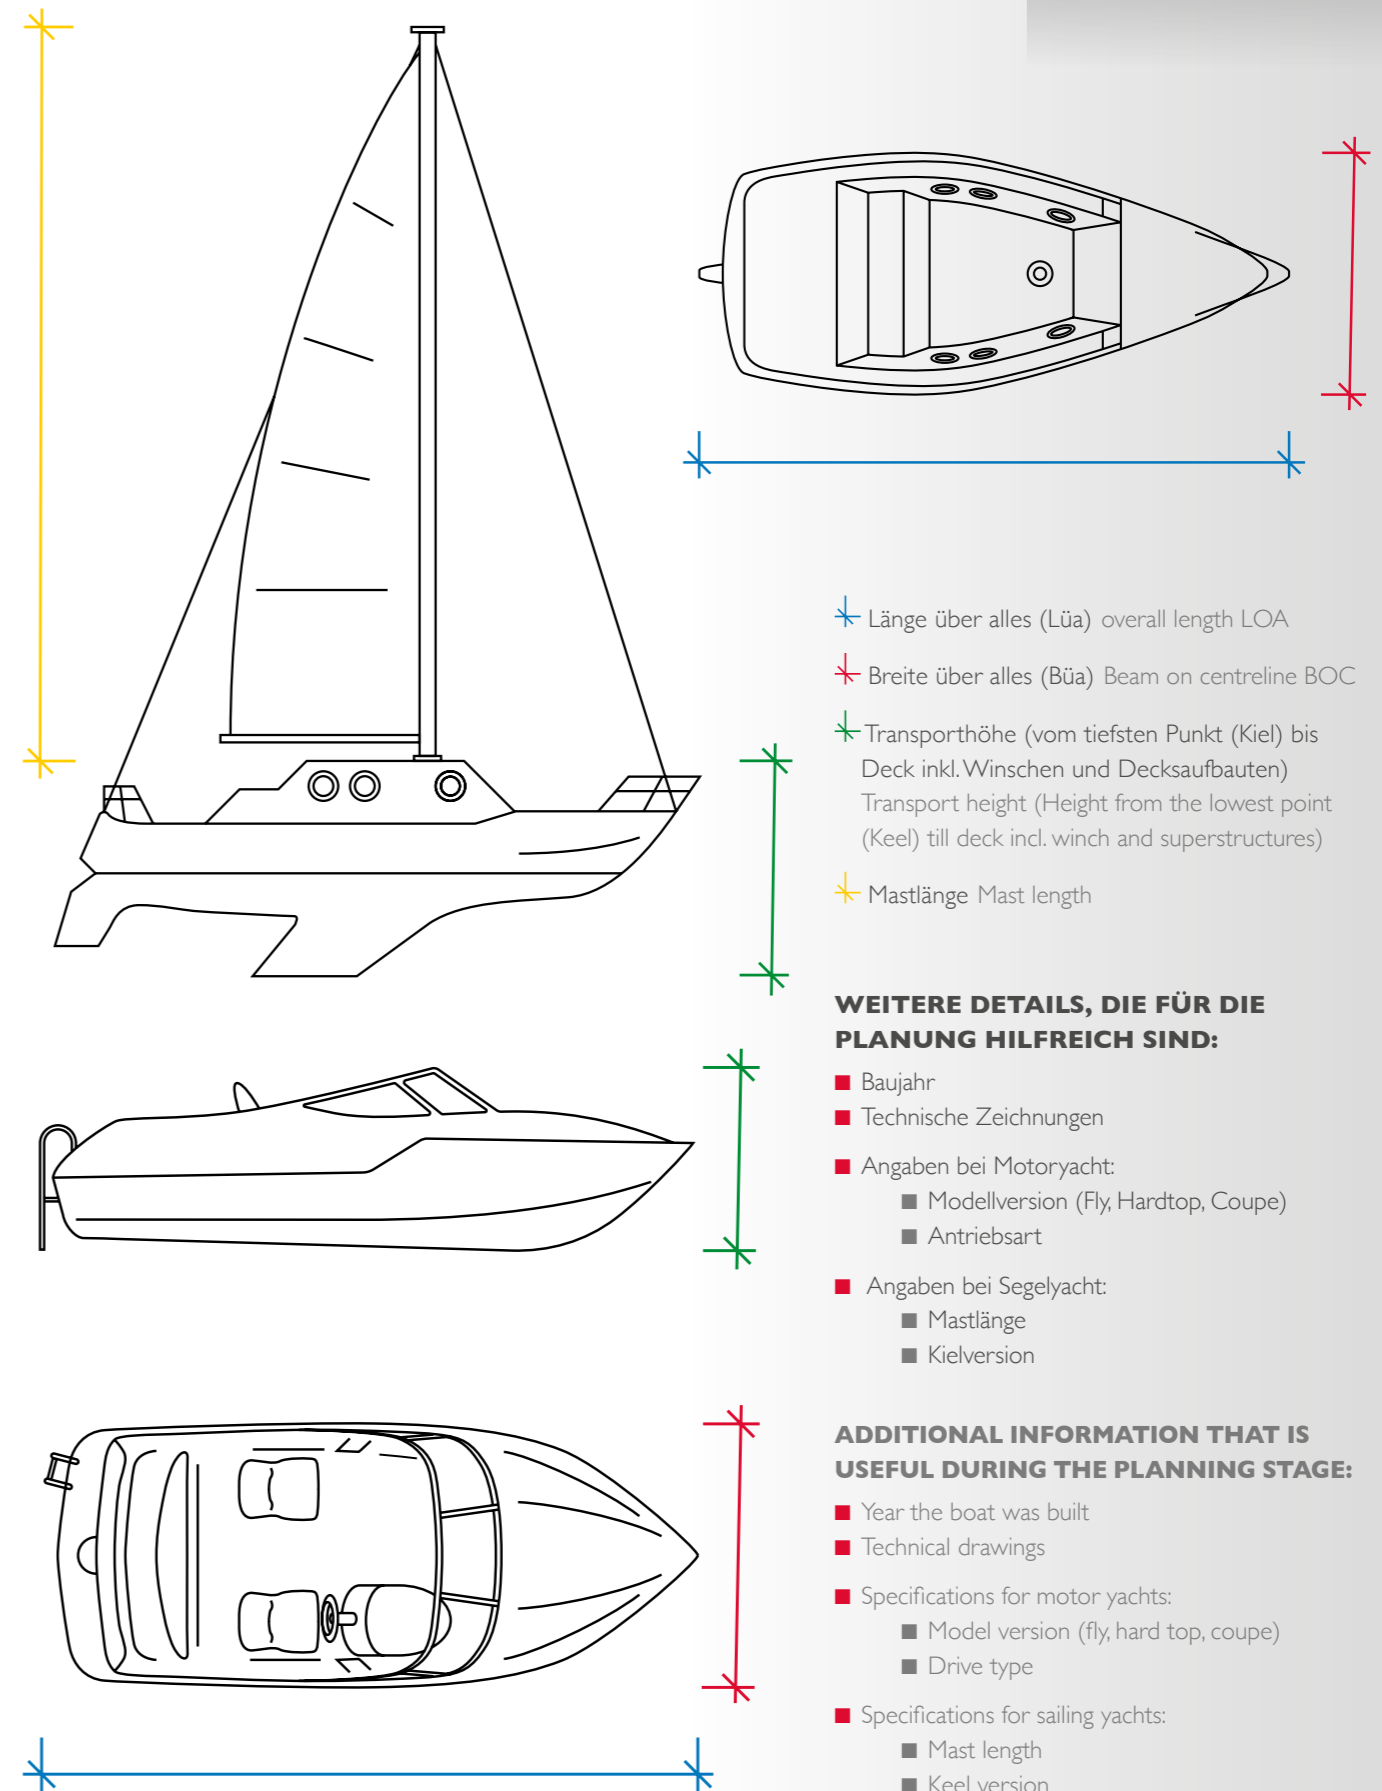 Länge über alles (Lüa) overall length LOA
Breite über alles (Büa) Beam on centreline BOC
Transporthöhe (vom tiefsten Punkt (Kiel) bis
Deck inkl. Winschen und Decksaufbauten)
Transport height (Height from the lowest point
(Keel) till deck incl. winch and superstructures)
Mastlänge Mast length
WEITERE DETAILS, DIE FÜR DIE
PLANUNG HILFREICH SIND:
Baujahr
Technische Zeichnungen
Angaben bei Motoryacht:
Modellversion (Fly, Hardtop, Coupe)
Antriebsart
Angaben bei Segelyacht:
Mastlänge
Kielversion
ADDITIONAL INFORMATION THAT IS
USEFUL DURING THE PLANNING STAGE:
Year the boat was built
Technical drawings
Specifications for motor yachts:
Model version (fly, hard top, coupe)
Drive type
Specifications for sailing yachts:
Mast length
Keel version